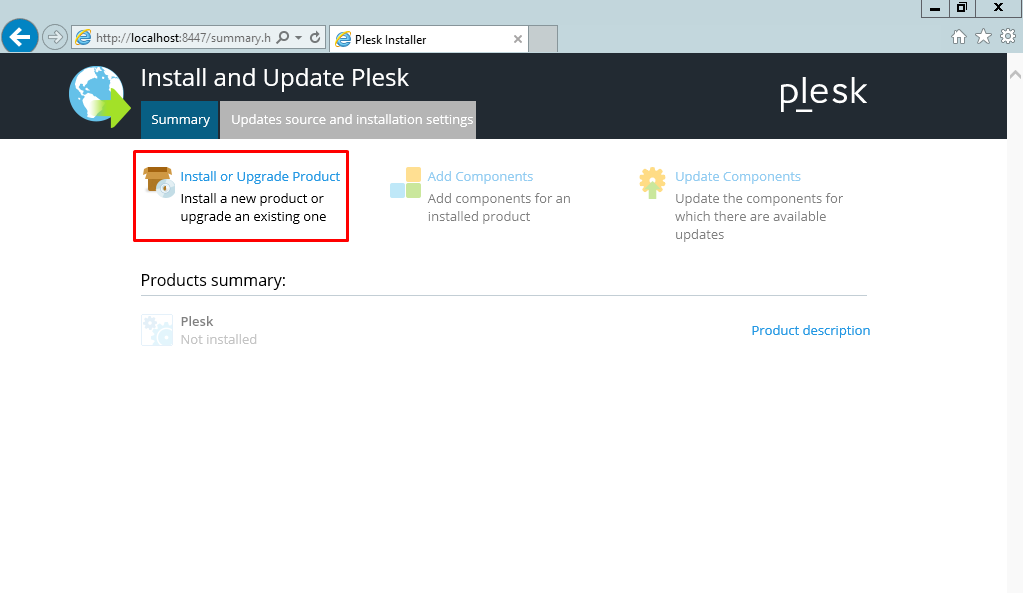 http://localhost:8447/summary.h
Plesk Installer
Install and Update Plesk
plesk
Summary
Updates source and installation settings
Install or Upgrade Product
Install a new product or
upgrade an existing one
Add Components
Add components for an
installed product
Update Components
Update the components for
which there are available
updates
Products summary:
Plesk
Not installed
Product description